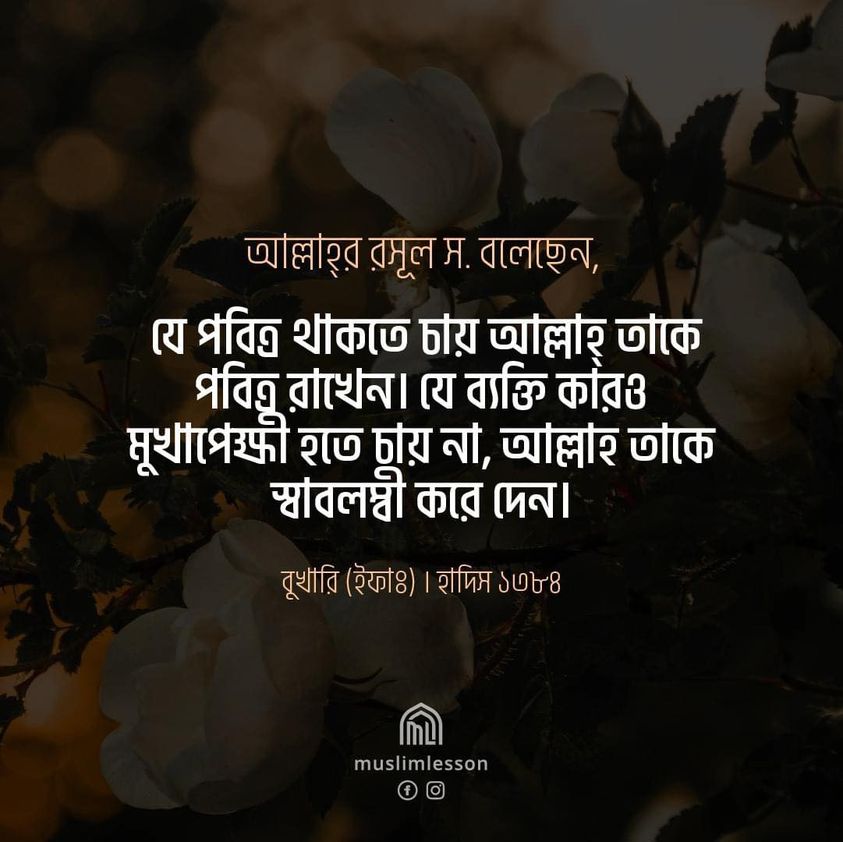 আল্লাহ্‌র রসূল স. বলেছেন,
যে পবিত্র থাকতে চায় আল্লাহ্ তাকে
পবিত্র রাখেন। যে ব্যক্তি কারও
মুখাপেক্ষী হতে চায় না, আল্লাহ তাকে
স্বাবলম্বী করে দেন।
বুখারি (ইফাঃ) । হাদিস ১৩৮৪
muslimlesson